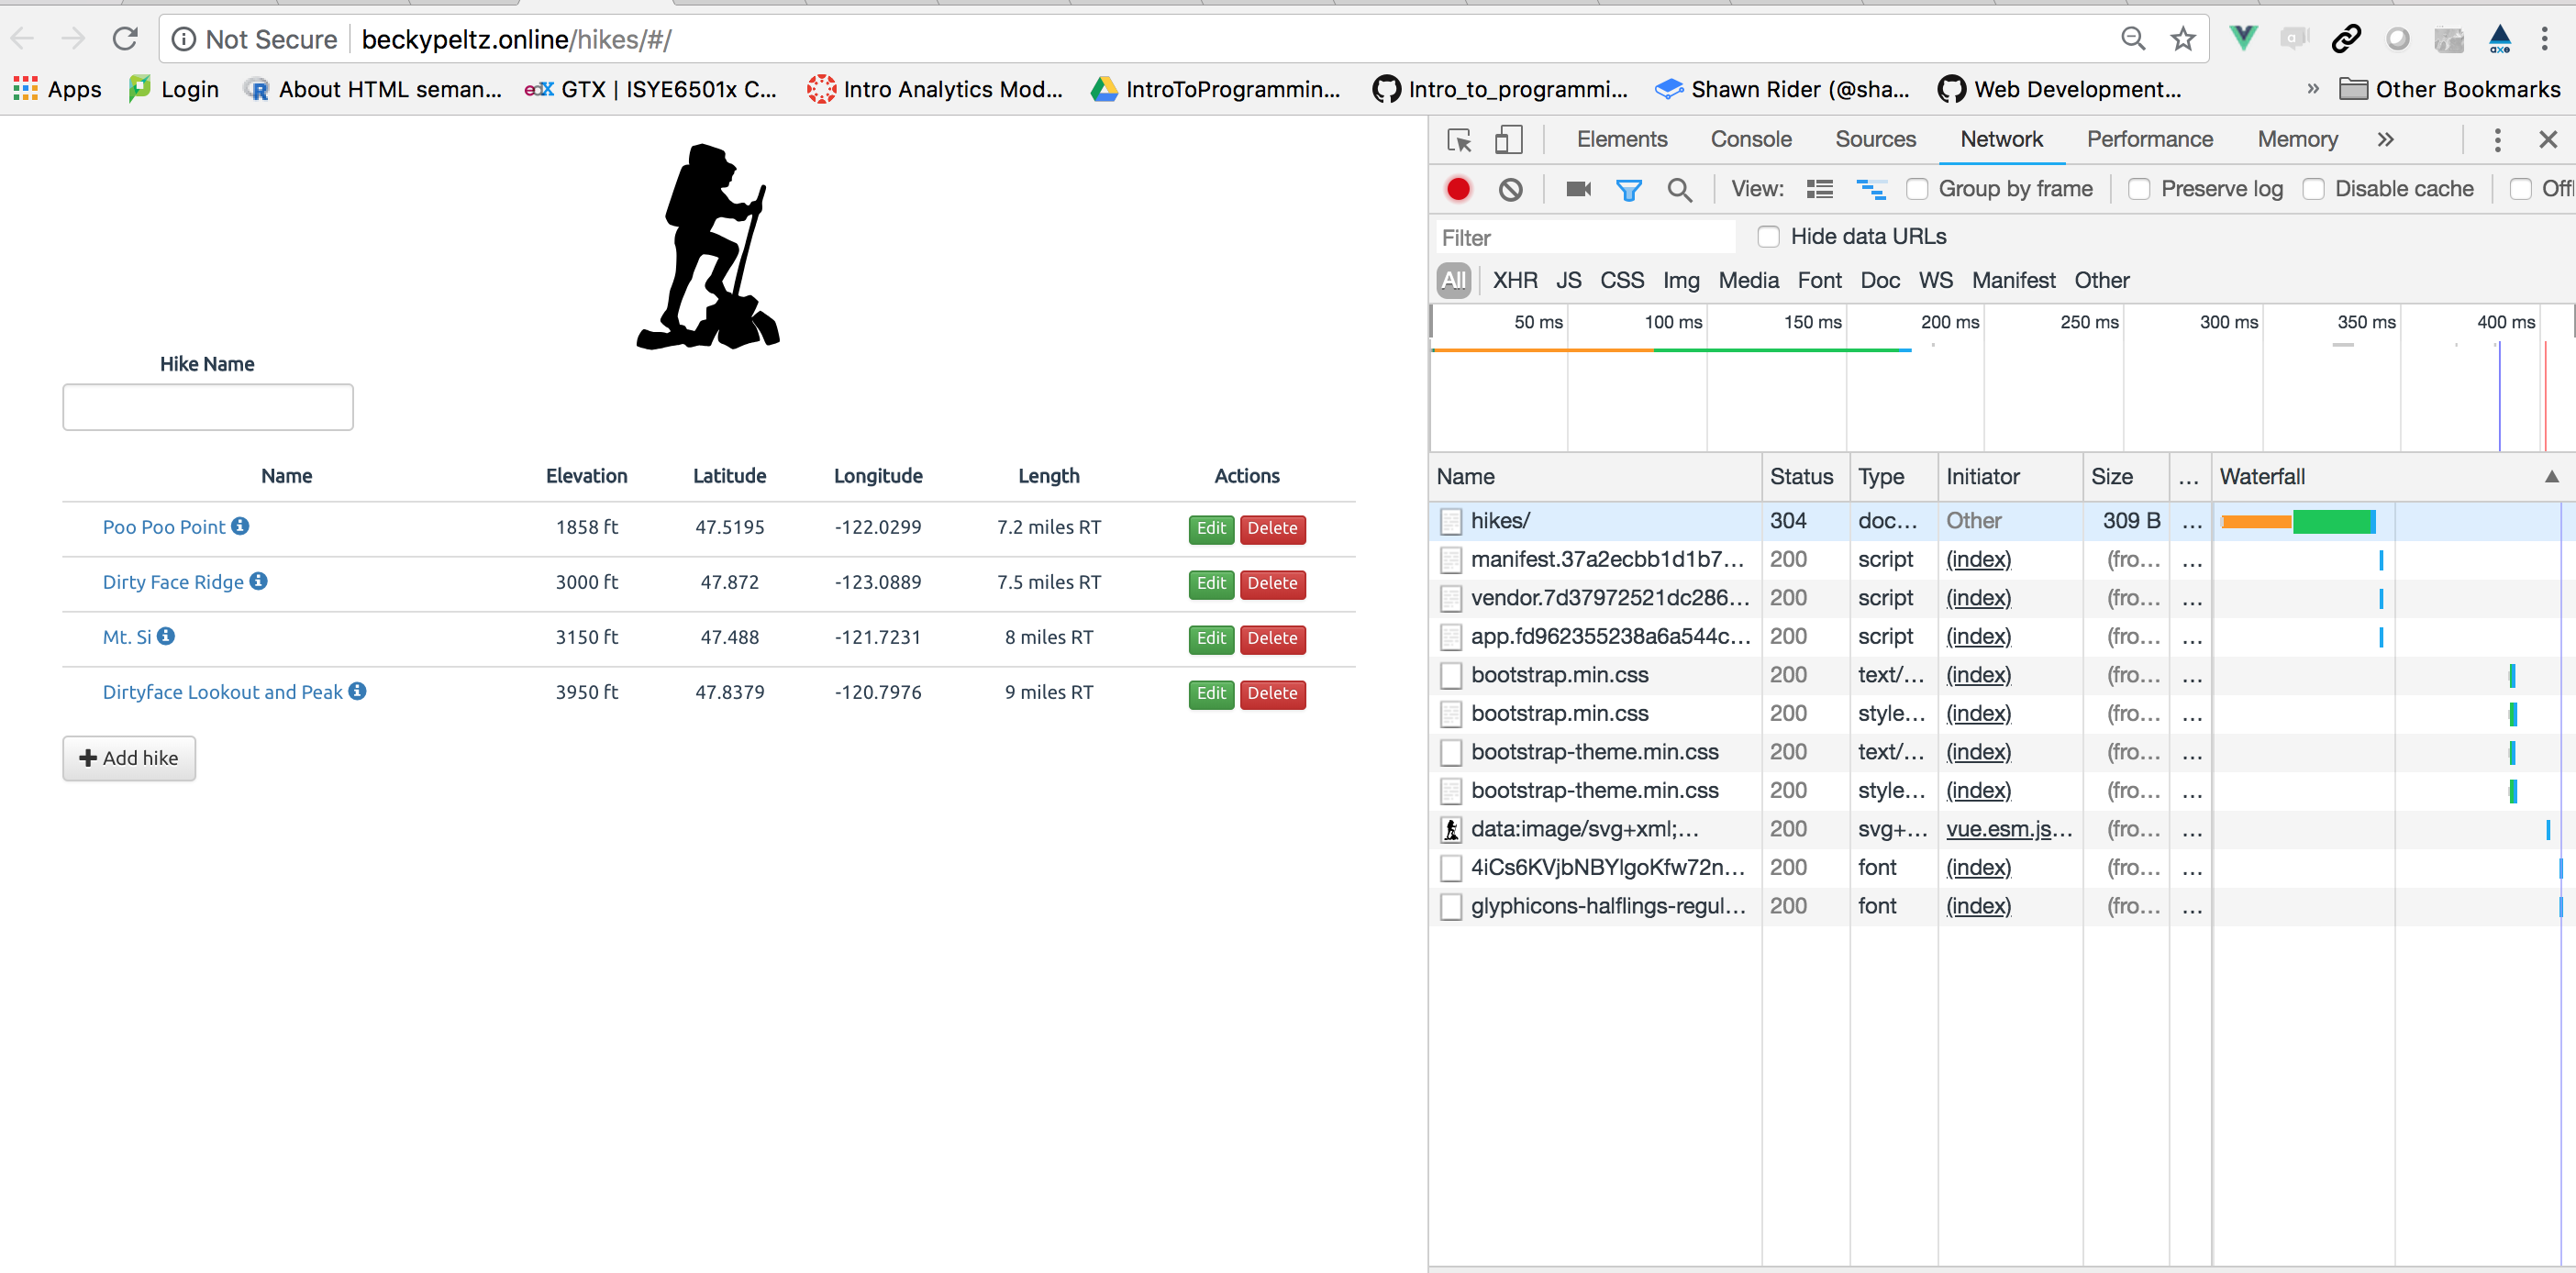 Not Secure beckypeltz.online/hikes/#/
Apps Login About HTML seman... edX GTX | ISYE6501x C... Intro Analytics Mod... IntroToProgrammin... Intro_to_programmi... Shawn Rider (@sha... Web Development... » Other Bookmarks
Hike Name
Name Elevation Latitude Longitude Length Actions
Poo Poo Point 1858 ft 47.5195 -122.0299 7.2 miles RT Edit Delete
Dirty Face Ridge 3000 ft 47.872 -123.0889 7.5 miles RT Edit Delete
Mt. Si 3150 ft 47.488 -121.7231 8 miles RT Edit Delete
Dirtyface Lookout and Peak 3950 ft 47.8379 -120.7976 9 miles RT Edit Delete
Add hike
Elements Console Sources Network Performance Memory »
View: Group by frame Preserve log Disable cache Offl
Filter Hide data URLs
All XHR JS CSS Img Media Font Doc WS Manifest Other
50 ms 100 ms 150 ms 200 ms 250 ms 300 ms 350 ms 400 ms
Name Status Type Initiator Size ... Waterfall
hikes/ 304 doc... Other 309 B ...
manifest.37a2ecbb1d1b7... 200 script (index) (fro... ...
vendor.7d37972521dc286... 200 script (index) (fro... ...
app.fd962355238a6a544c... 200 script (index) (fro... ...
bootstrap.min.css 200 text/... (index) (fro... ...
bootstrap.min.css 200 style... (index) (fro... ...
bootstrap-theme.min.css 200 text/... (index) (fro... ...
bootstrap-theme.min.css 200 style... (index) (fro... ...
data:image/svg+xml;... 200 svg+... vue.esm.js... (fro... ...
4iCs6KVjbNBYlgoKfw72n... 200 font (index) (fro... ...
glyphicons-halflings-regul... 200 font (index) (fro... ...